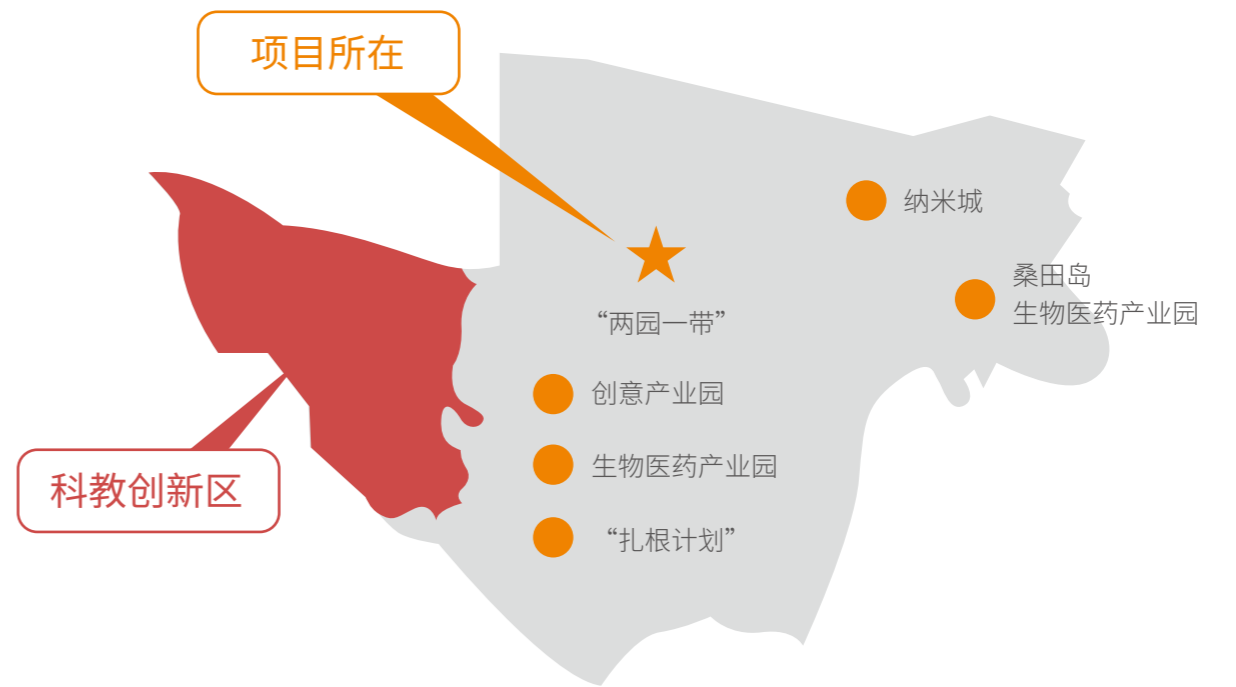 项目所在
纳米城
桑田岛
生物医药产业园
“两园一带”
创意产业园
生物医药产业园
“扎根计划”
科教创新区